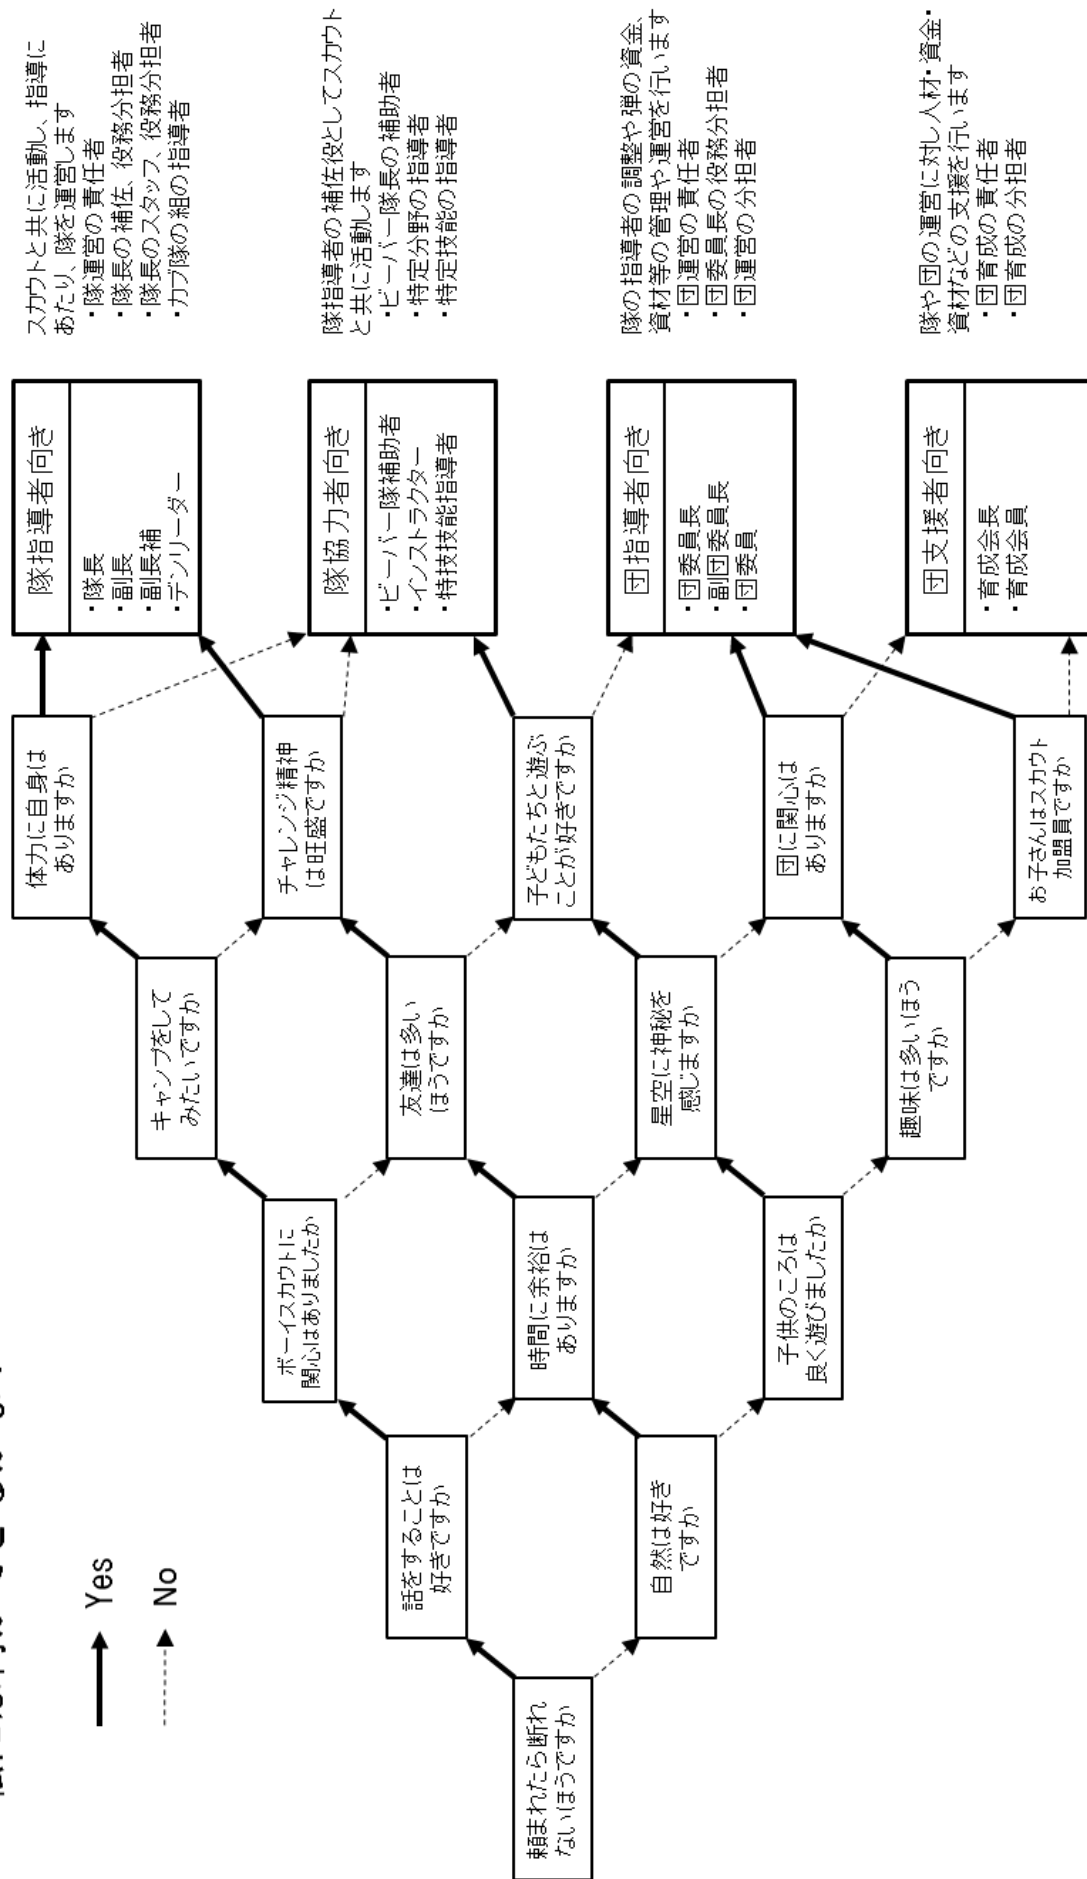 Yes
No
頼まれたら断れ
ないほうですか
話をすることは
好きですか
自然は好き
ですか
ボーイスカウトに
関心はありましたか
時間に余裕は
ありますか
子供のころは
良く遊びましたか
キャンプをして
みたいですか
友達は多い
ほうですか
星空に神秘を
感じますか
趣味は多いほう
ですか
体力に自身は
ありますか
チャレンジ精神
は旺盛ですか
子どもたちと遊ぶ
ことが好きですか
団に関心は
ありますか
お子さんはスカウト
加盟員ですか
隊指導者向き
・隊長
・副長
・副長補
・デンリーダー
隊協力者向き
・ビーバー隊補助者
・インストラクター
・特技技能指導者
団指導者向き
・団委員長
・副団委員長
・団委員
団支援者向き
・育成会長
・育成会員
スカウトと共に活動し、指導に
あたり、隊を運営します
・隊運営の責任者
・隊長の補佐、役務分担者
・隊長のスタッフ、役務分担者
・カブ隊の組の指導者
隊指導者の補佐役としてスカウト
と共に活動します
・ビーバー隊長の補助者
・特定分野の指導者
・特定技能の指導者
隊の指導者の調整や弾の資金、
資材等の管理や運営を行います
・団運営の責任者
・団委員長の役務分担者
・団運営の分担者
隊や団の運営に対し人材・資金・
資材などの支援を行います
・団育成の責任者
・団育成の分担者